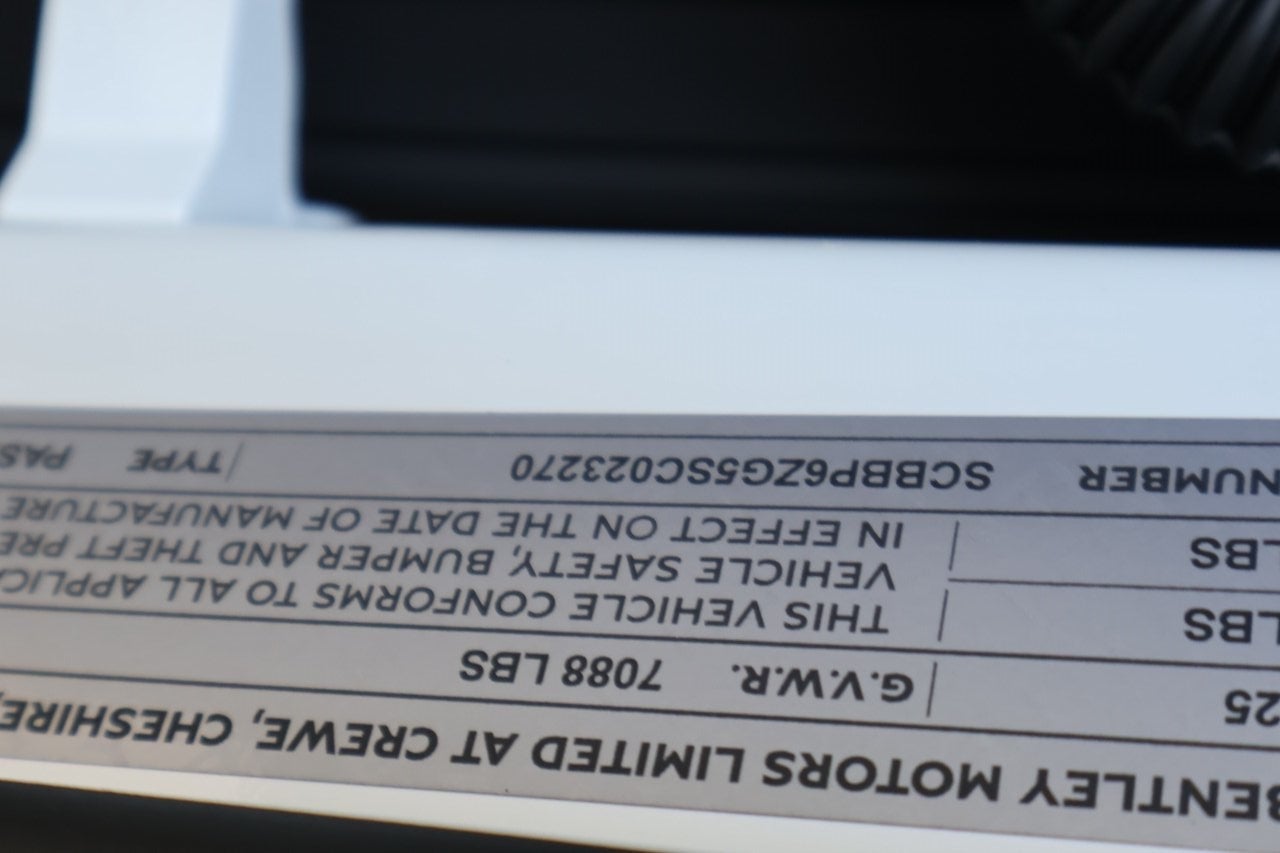 BENTLEY MOTORS LIMITED AT CREWE, CHESHIRE,
25 G.V.W.R. 7088 LBS
LBS THIS VEHICLE CONFORMS TO ALL APPLIC
VEHICLE SAFETY, BUMPER AND THEFT PRE
LBS IN EFFECT ON THE DATE OF MANUFACTURE
NUMBER SCBBP6ZG5SC023270 TYPE PAS